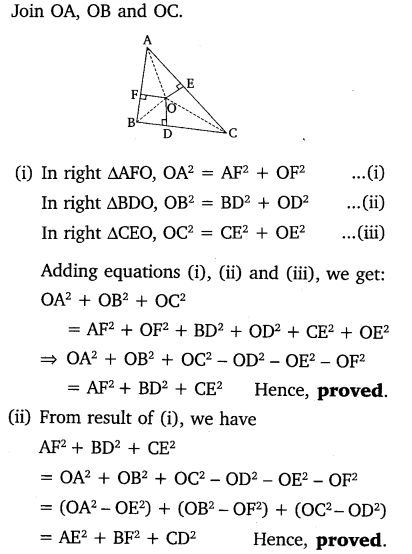 Join OA, OB and OC.
A
E
F
O
B
D
C
(i) In right ΔAFO, OA² = AF² + OF² ...(i)
In right ΔBDO, OB² = BD² + OD² ...(ii)
In right ΔCEO, OC² = CE² + OE² ...(iii)
Adding equations (i), (ii) and (iii), we get:
OA² + OB² + OC²
= AF² + OF² + BD² + OD² + CE² + OE²
⇒ OA² + OB² + OC² – OD² – OE² – OF²
= AF² + BD² + CE² Hence, proved.
(ii) From result of (i), we have
AF² + BD² + CE²
= OA² + OB² + OC² – OD² – OE² – OF²
= (OA² – OE²) + (OB² – OF²) + (OC² – OD²)
= AE² + BF² + CD² Hence, proved.